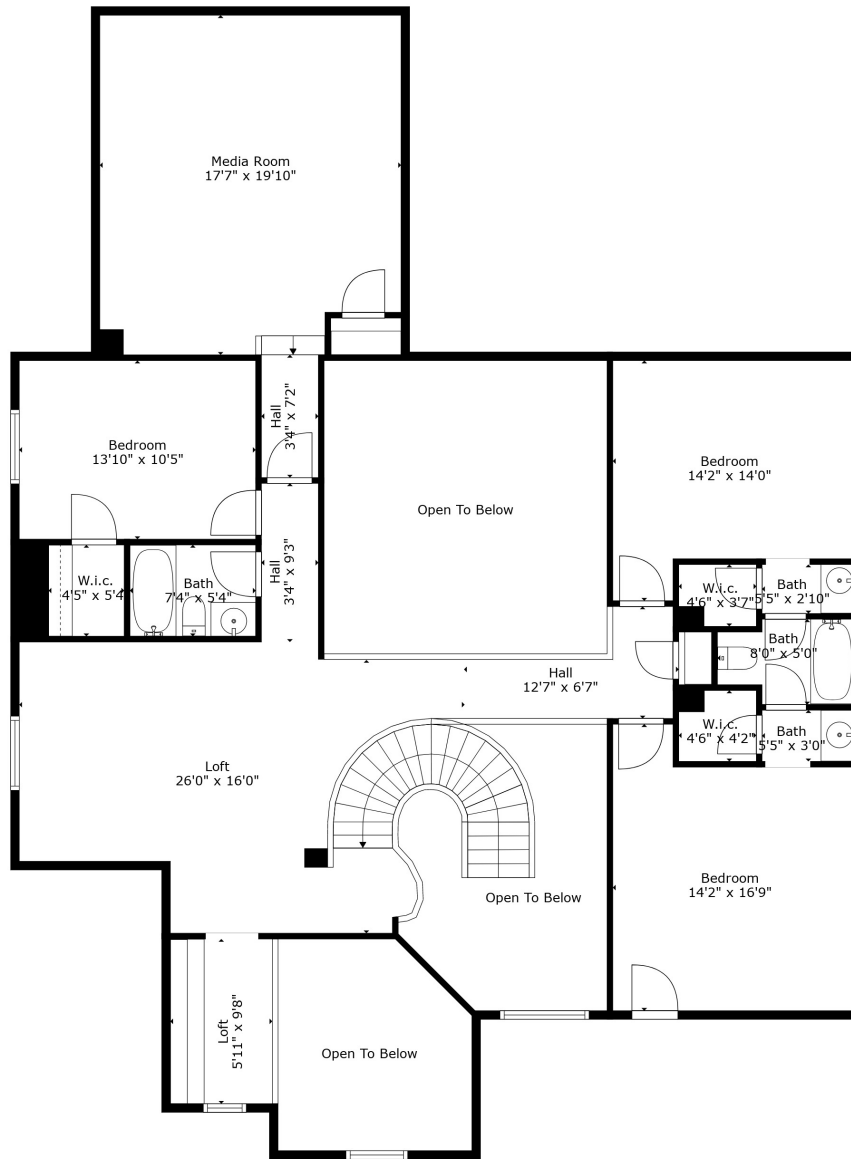 Media Room
17'7" x 19'10"
Hall
3'4" x 7'2"
Bedroom
13'10" x 10'5"
Bedroom
14'2" x 14'0"
Open To Below
Hall
3'4" x 9'3"
W.i.c.
4'5" x 5'4
Bath
7'4" x 5'4"
W.i.c.
4'6" x 3'7"
Bath
5'5" x 2'10"
Bath
8'0" x 5'0"
Hall
12'7" x 6'7"
W.i.c.
4'6" x 4'2"
Bath
5'5" x 3'0"
Loft
26'0" x 16'0"
Bedroom
14'2" x 16'9"
Open To Below
Loft
5'11" x 9'8"
Open To Below